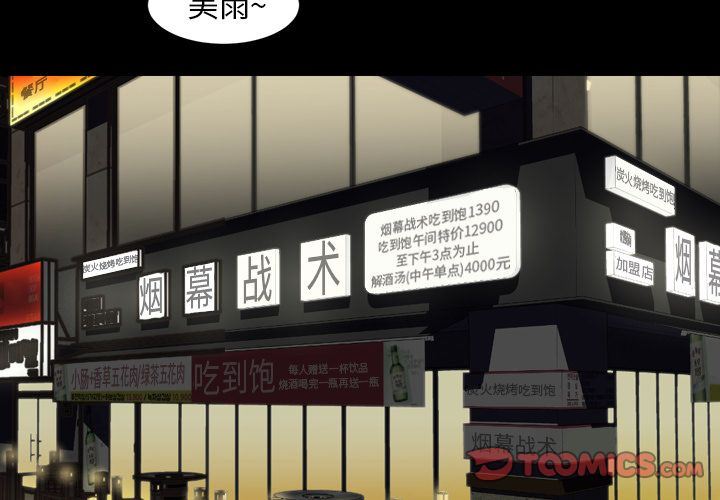 美雨~
餐厅
炭火烧烤吃到饱
烟幕战术吃到饱1390
吃到饱午间特价12900
至下午3点为止
解酒汤(中午单点)4000元
炭火烧烤吃到饱
烟幕战术
加盟店
烟幕
小肠+香草五花肉/绿茶五花肉
吃到饱
每人赠送一杯饮品
烧酒喝完一瓶再送一瓶
炭火烧烤吃到饱
烟幕战术
TOOMICS.com